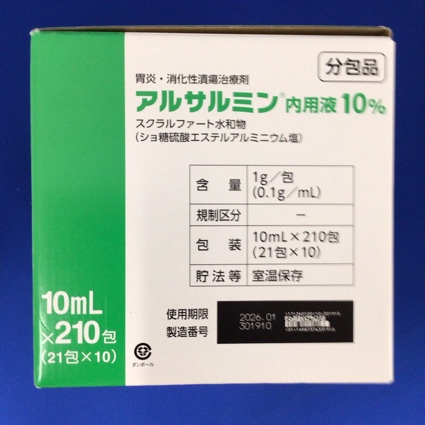 分包品
胃炎・消化性潰瘍治療剤
アルサルミン®内用液10%
スクラルファート水和物
(ショ糖硫酸エステルアルミニウム塩)
含量 1g/包
(0.1g/mL)
規制区分 −
包装 10mL×210包
(21包×10)
貯法等 室温保存
使用期限 2026.01
製造番号 301910
10mL
×210包
(21包×10)
ダンボール